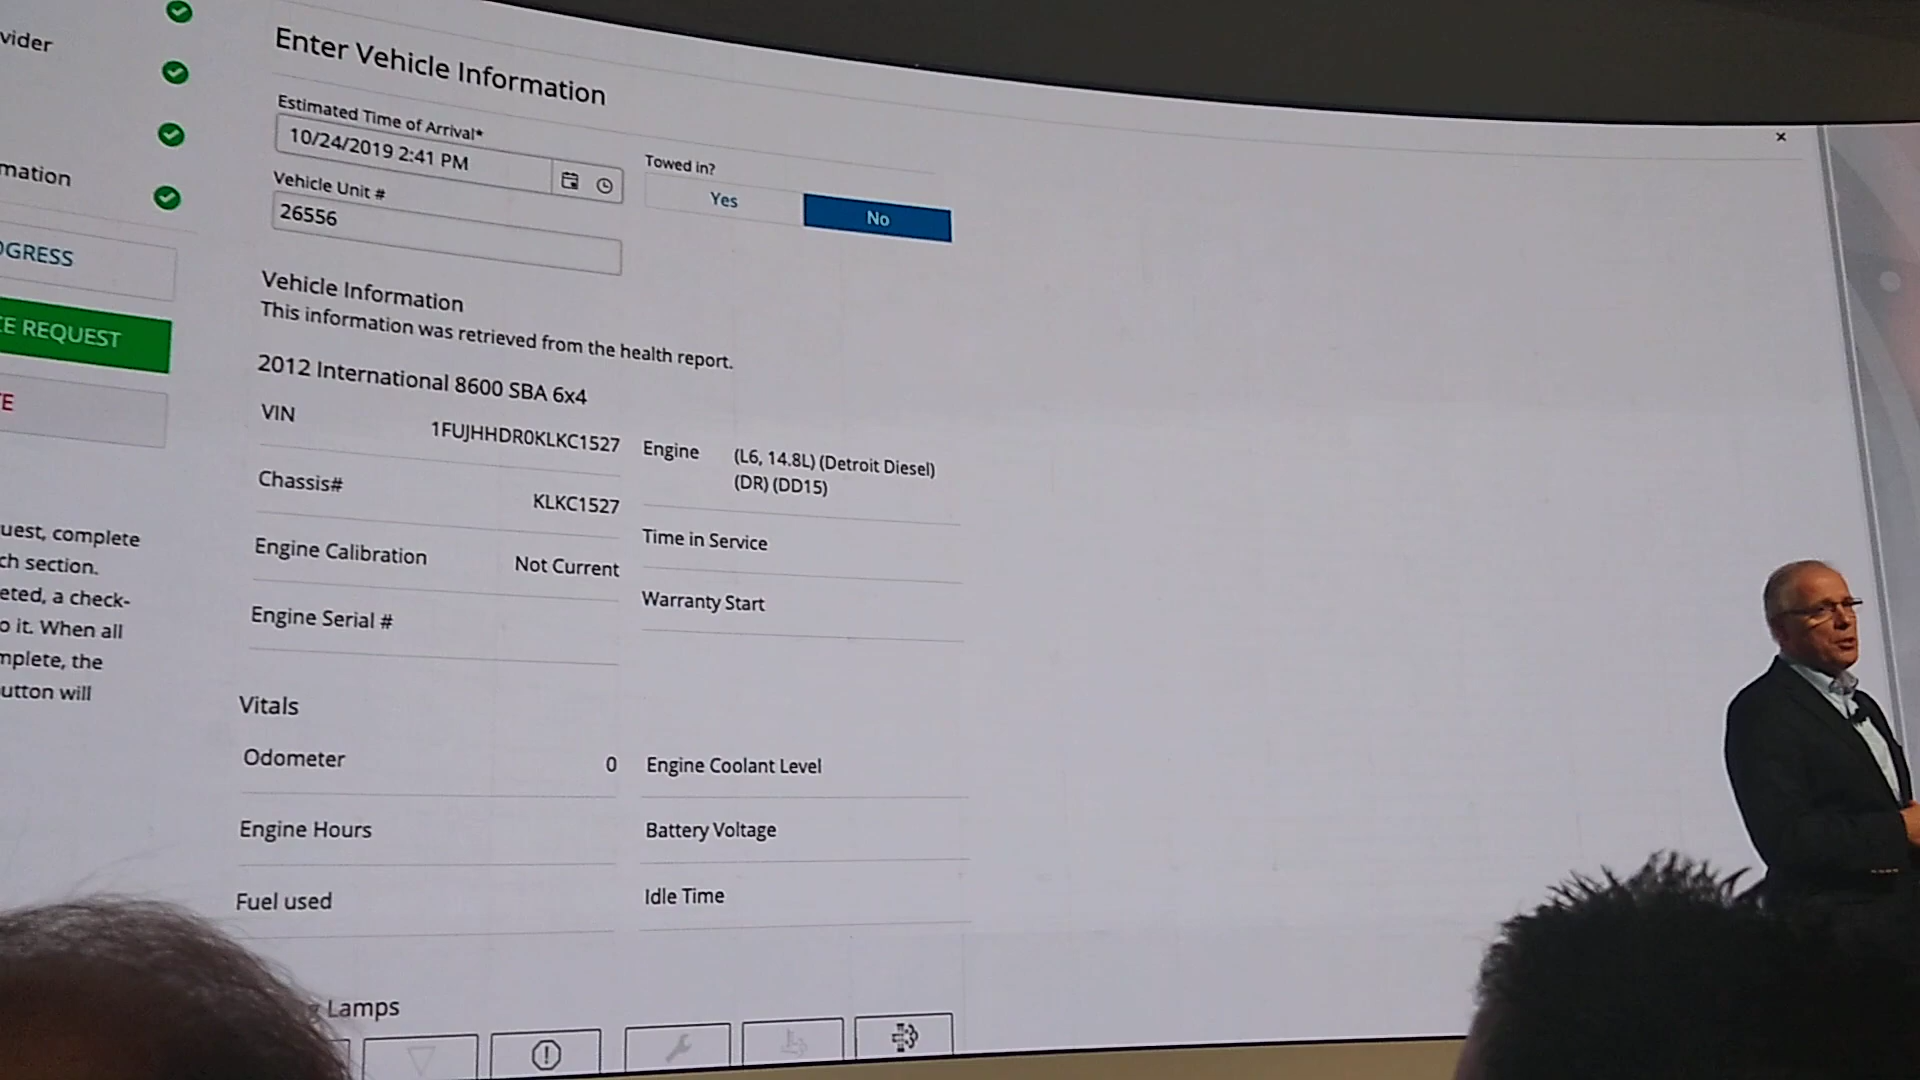 vider
mation
OGRESS
E REQUEST
E
uest, complete
ch section.
eted, a check-
o it. When all
mplete, the
utton will
Enter Vehicle Information
Estimated Time of Arrival*
10/24/2019 2:41 PM
Towed in?
Yes
No
Vehicle Unit #
26556
Vehicle Information
This information was retrieved from the health report.
2012 International 8600 SBA 6x4
VIN
1FUJHHDR0KLKC1527
Engine
(L6, 14.8L) (Detroit Diesel)
(DR) (DD15)
Chassis#
KLKC1527
Time in Service
Engine Calibration
Not Current
Warranty Start
Engine Serial #
Vitals
Odometer
0
Engine Coolant Level
Engine Hours
Battery Voltage
Fuel used
Idle Time
g Lamps